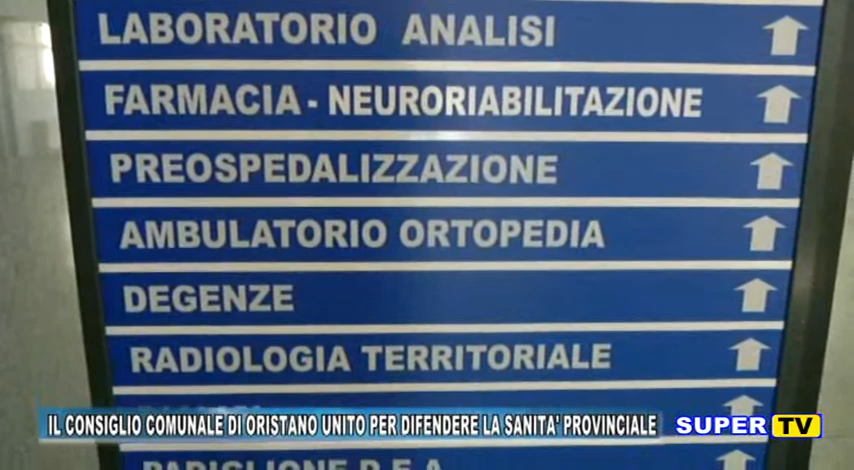 LABORATORIO ANALISI
FARMACIA - NEURORIABILITAZIONE
PREOSPEDALIZZAZIONE
AMBULATORIO ORTOPEDIA
DEGENZE
RADIOLOGIA TERRITORIALE
IL CONSIGLIO COMUNALE DI ORISTANO UNITO PER DIFENDERE LA SANITA' PROVINCIALE
SUPER TV
PADIGLIONE D.E.A.